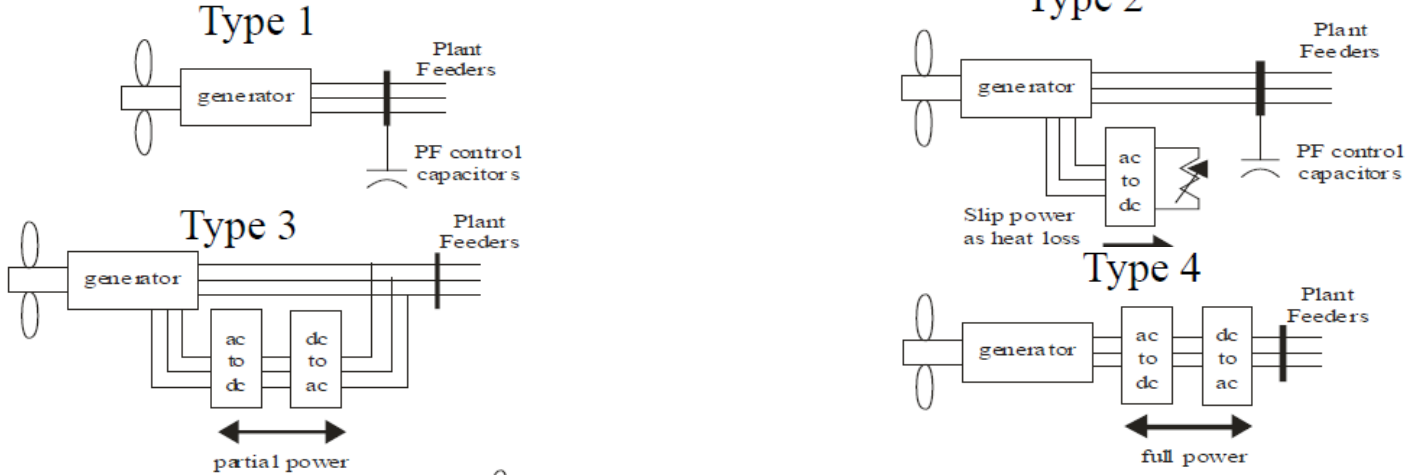 Type 1
Plant
Feeders
generator
PF control
capacitors
Type 2
Plant
Feeders
generator
ac
to
dc
PF control
capacitors
Slip power
as heat loss
Type 3
Plant
Feeders
generator
ac
to
dc
dc
to
ac
partial power
Type 4
Plant
Feeders
generator
ac
to
dc
dc
to
ac
full power